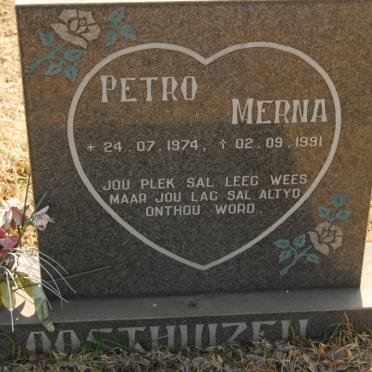 PETRO
MERNA
* 24.07.1974, † 02.09.1991
JOU PLEK SAL LEEG WEES
MAAR JOU LAG SAL ALTYD
ONTHOU WORD.
OOSTHUIZEN